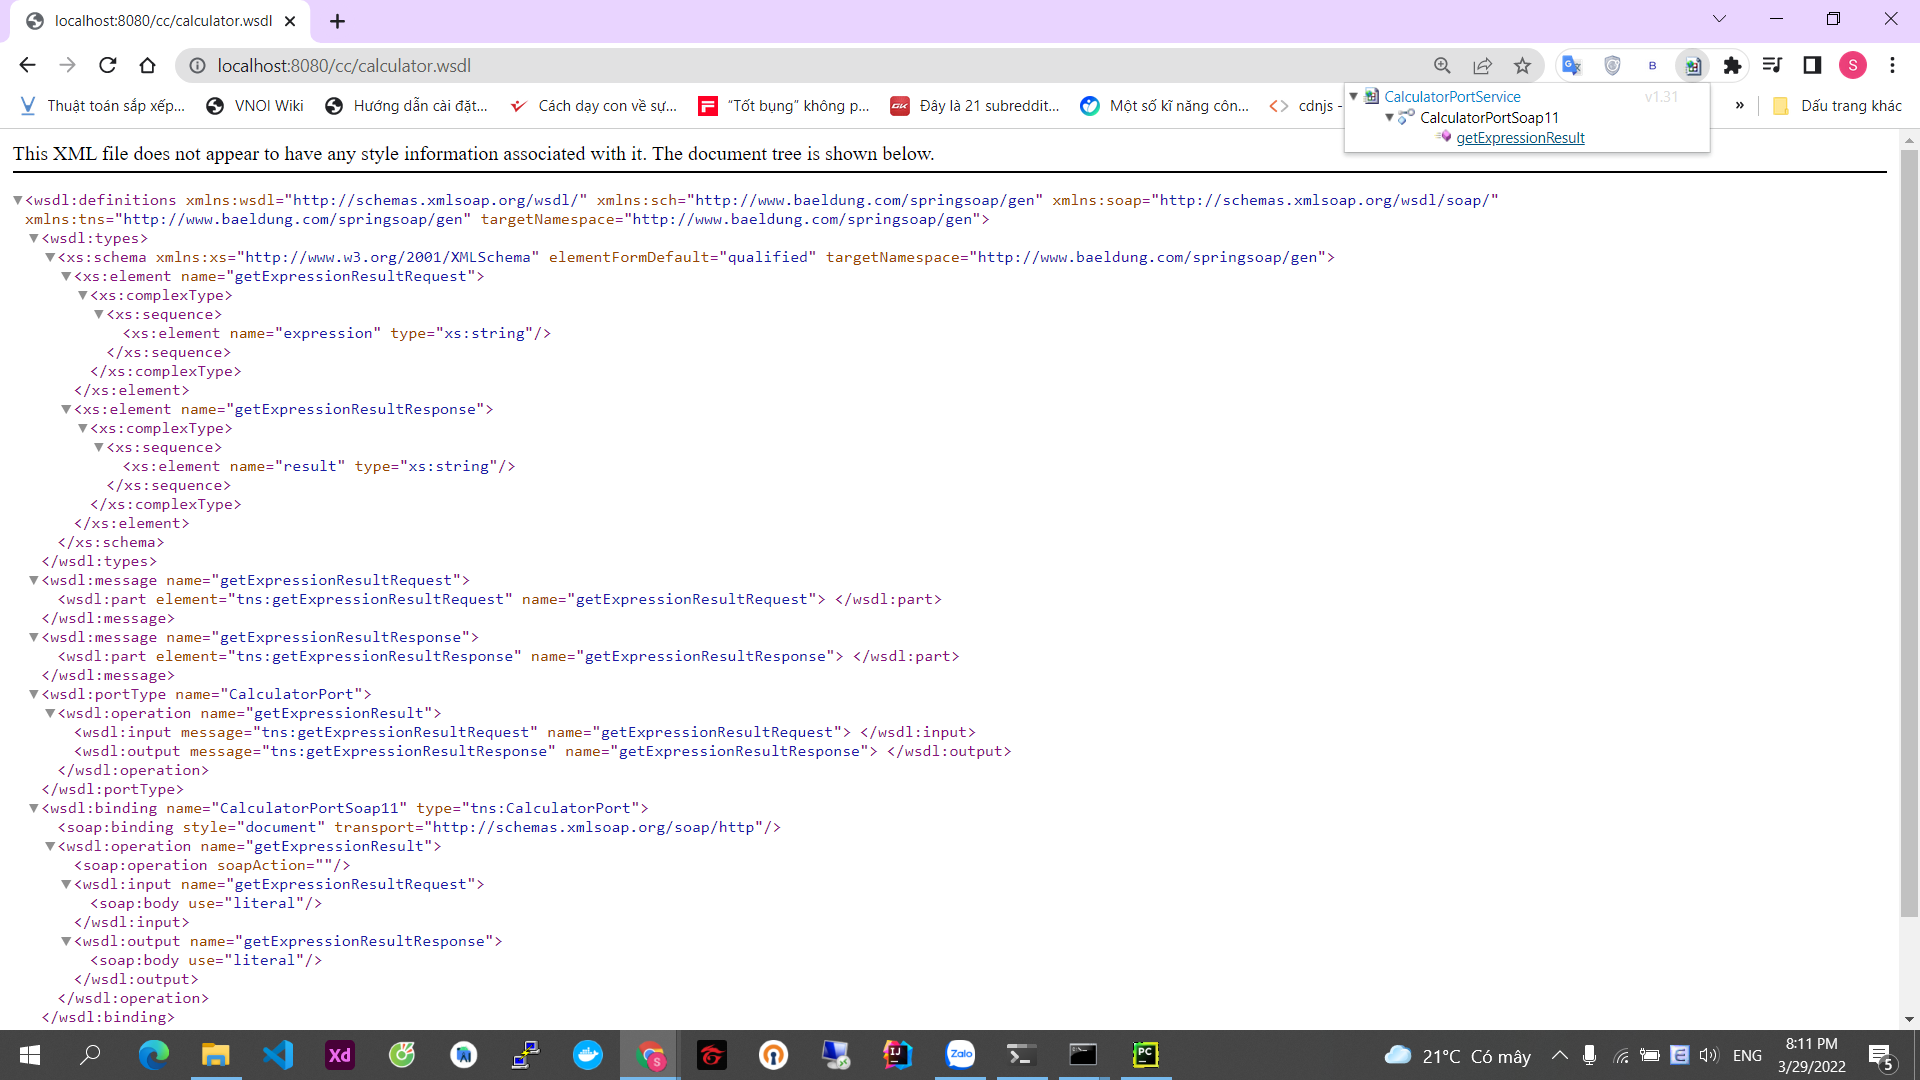 localhost:8080/cc/calculator.wsdl
localhost:8080/cc/calculator.wsdl
B
S
Thuật toán sắp xếp...
VNOI Wiki
Hướng dẫn cài đặt...
Cách dạy con về sự...
"Tốt bụng" không p...
Đây là 21 subreddit...
Một số kĩ năng côn...
cdnjs -
»
Dấu trang khác
CalculatorPortService
v1.31
CalculatorPortSoap11
getExpressionResult
This XML file does not appear to have any style information associated with it. The document tree is shown below.
<wsdl:definitions xmlns:wsdl="http://schemas.xmlsoap.org/wsdl/" xmlns:sch="http://www.baeldung.com/springsoap/gen" xmlns:soap="http://schemas.xmlsoap.org/wsdl/soap/"
xmlns:tns="http://www.baeldung.com/springsoap/gen" targetNamespace="http://www.baeldung.com/springsoap/gen">
<wsdl:types>
<xs:schema xmlns:xs="http://www.w3.org/2001/XMLSchema" elementFormDefault="qualified" targetNamespace="http://www.baeldung.com/springsoap/gen">
<xs:element name="getExpressionResultRequest">
<xs:complexType>
<xs:sequence>
<xs:element name="expression" type="xs:string"/>
</xs:sequence>
</xs:complexType>
</xs:element>
<xs:element name="getExpressionResultResponse">
<xs:complexType>
<xs:sequence>
<xs:element name="result" type="xs:string"/>
</xs:sequence>
</xs:complexType>
</xs:element>
</xs:schema>
</wsdl:types>
<wsdl:message name="getExpressionResultRequest">
<wsdl:part element="tns:getExpressionResultRequest" name="getExpressionResultRequest"> </wsdl:part>
</wsdl:message>
<wsdl:message name="getExpressionResultResponse">
<wsdl:part element="tns:getExpressionResultResponse" name="getExpressionResultResponse"> </wsdl:part>
</wsdl:message>
<wsdl:portType name="CalculatorPort">
<wsdl:operation name="getExpressionResult">
<wsdl:input message="tns:getExpressionResultRequest" name="getExpressionResultRequest"> </wsdl:input>
<wsdl:output message="tns:getExpressionResultResponse" name="getExpressionResultResponse"> </wsdl:output>
</wsdl:operation>
</wsdl:portType>
<wsdl:binding name="CalculatorPortSoap11" type="tns:CalculatorPort">
<soap:binding style="document" transport="http://schemas.xmlsoap.org/soap/http"/>
<wsdl:operation name="getExpressionResult">
<soap:operation soapAction=""/>
<wsdl:input name="getExpressionResultRequest">
<soap:body use="literal"/>
</wsdl:input>
<wsdl:output name="getExpressionResultResponse">
<soap:body use="literal"/>
</wsdl:output>
</wsdl:operation>
</wsdl:binding>
Xd
S
IJ
Zalo
PC
21°C Có mây
E
ENG
8:11 PM
3/29/2022
5